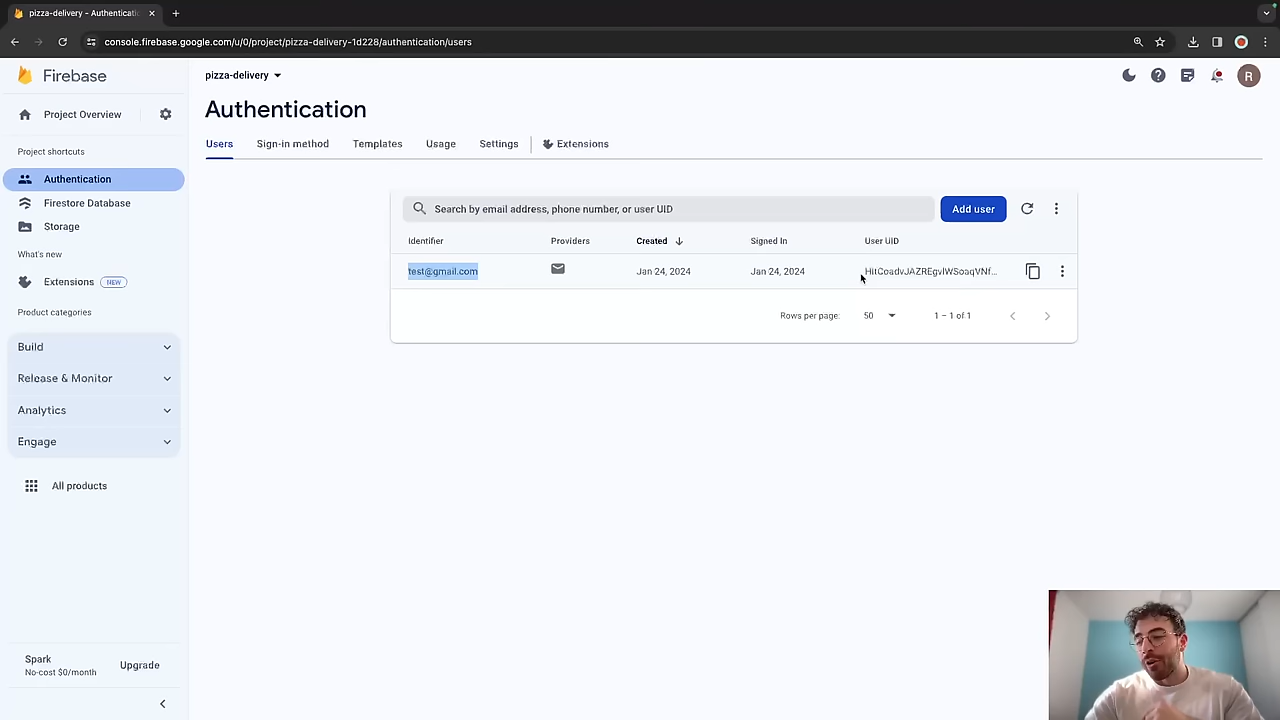 pizza-delivery - Authenticatio
console.firebase.google.com/u/0/project/pizza-delivery-1d228/authentication/users
Firebase
pizza-delivery
R
Project Overview
Authentication
Project shortcuts
Users
Sign-in method
Templates
Usage
Settings
Extensions
Authentication
Firestore Database
Storage
What's new
Extensions
NEW
Product categories
Build
Release & Monitor
Analytics
Engage
All products
Spark
No-cost $0/month
Upgrade
Search by email address, phone number, or user UID
Add user
Identifier
Providers
Created
Signed In
User UID
test@gmail.com
Jan 24, 2024
Jan 24, 2024
Rows per page:
50
1 – 1 of 1